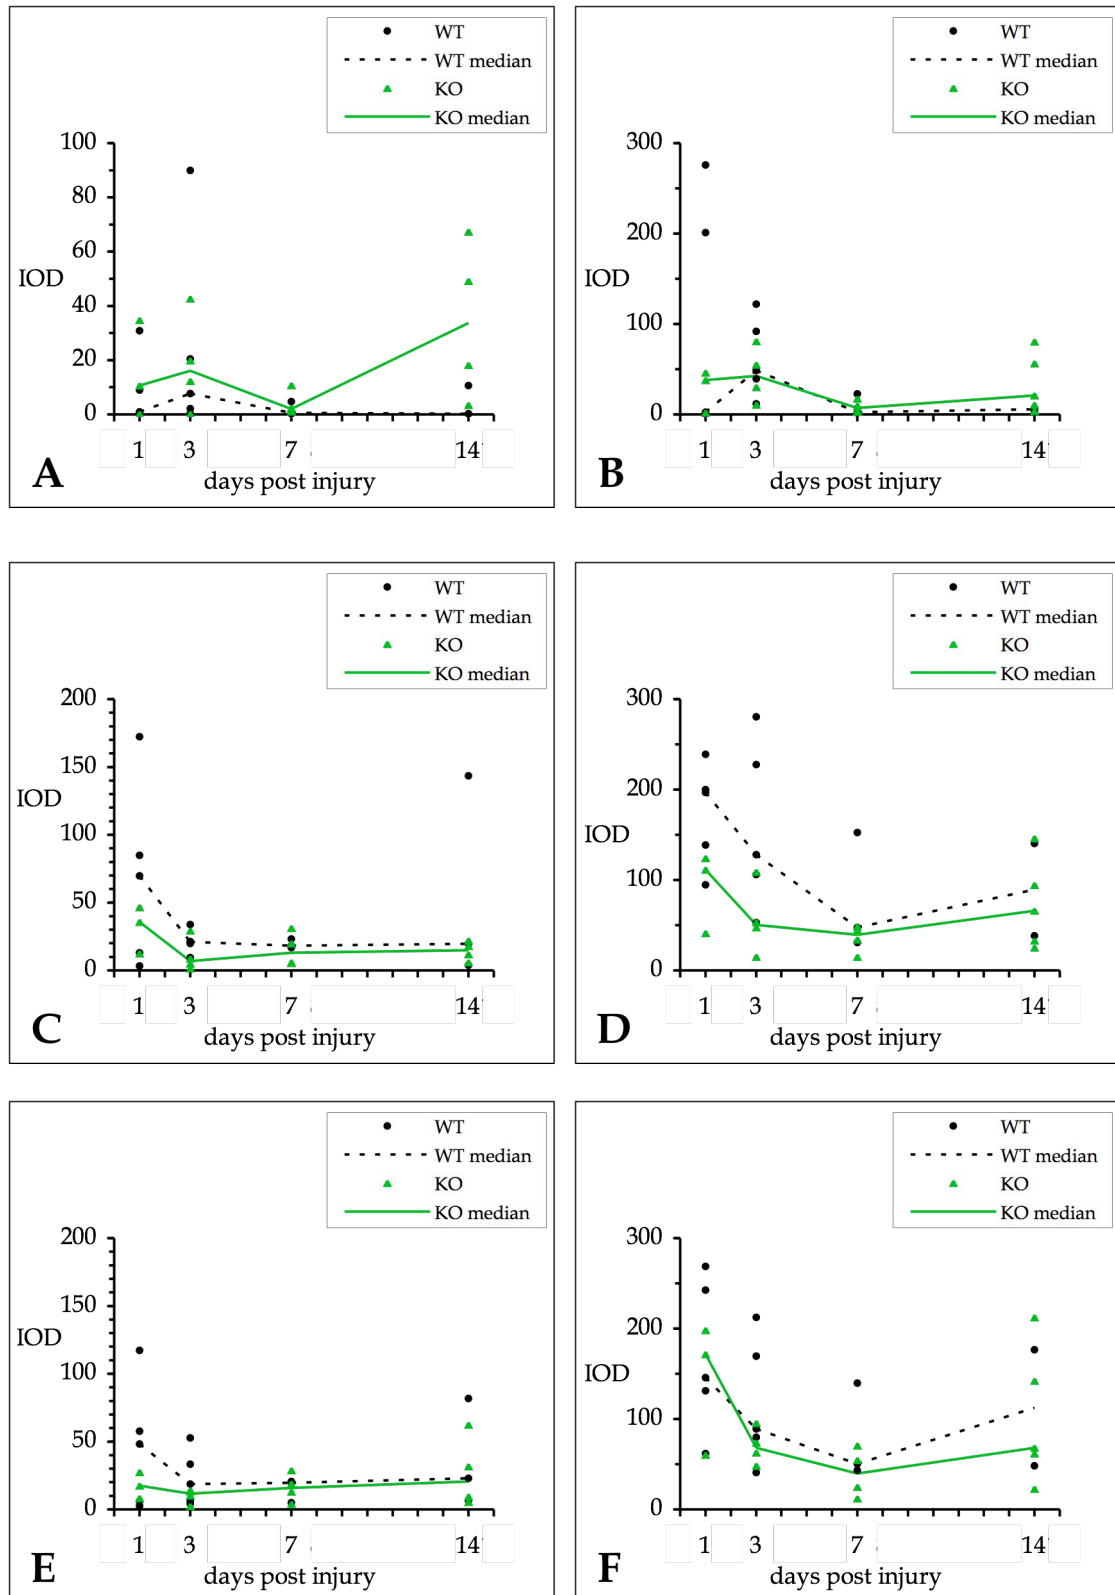 WT
WT median
KO
KO median
100
80
60
IOD
40
20
0
1 3 7 14
days post injury
A
WT
WT median
KO
KO median
300
200
IOD
100
0
1 3 7 14
days post injury
B
WT
WT median
KO
KO median
200
150
IOD
100
50
0
1 3 7 14
days post injury
C
WT
WT median
KO
KO median
300
200
IOD
100
0
1 3 7 14
days post injury
D
WT
WT median
KO
KO median
200
150
IOD
100
50
0
1 3 7 14
days post injury
E
WT
WT median
KO
KO median
300
200
IOD
100
0
1 3 7 14
days post injury
F